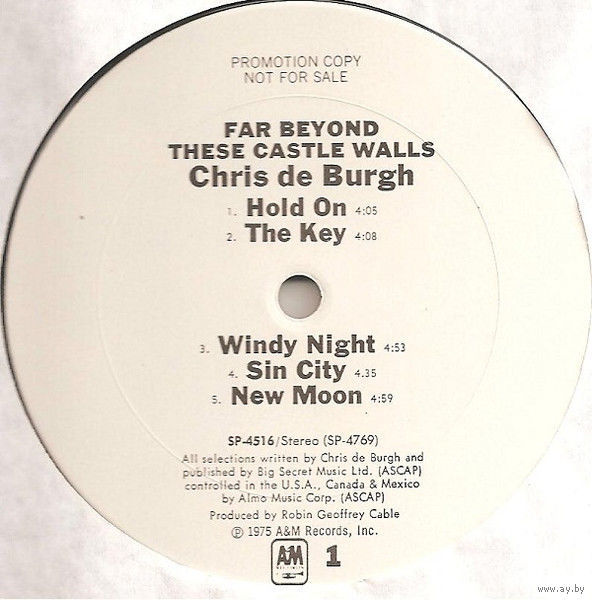 PROMOTION COPY
NOT FOR SALE
FAR BEYOND
THESE CASTLE WALLS
Chris de Burgh
1. Hold On 4:05
2. The Key 4:08
3. Windy Night 4:53
4. Sin City 4.35
5. New Moon 4:59
SP-4516/Stereo (SP-4769)
All selections written by Chris de Burgh and
published by Big Secret Music Ltd. (ASCAP)
controlled in the U.S.A., Canada & Mexico
by Almo Music Corp. (ASCAP)
Produced by Robin Geoffrey Cable
℗ 1975 A&M Records, Inc.
A&M
1
www.ay.by